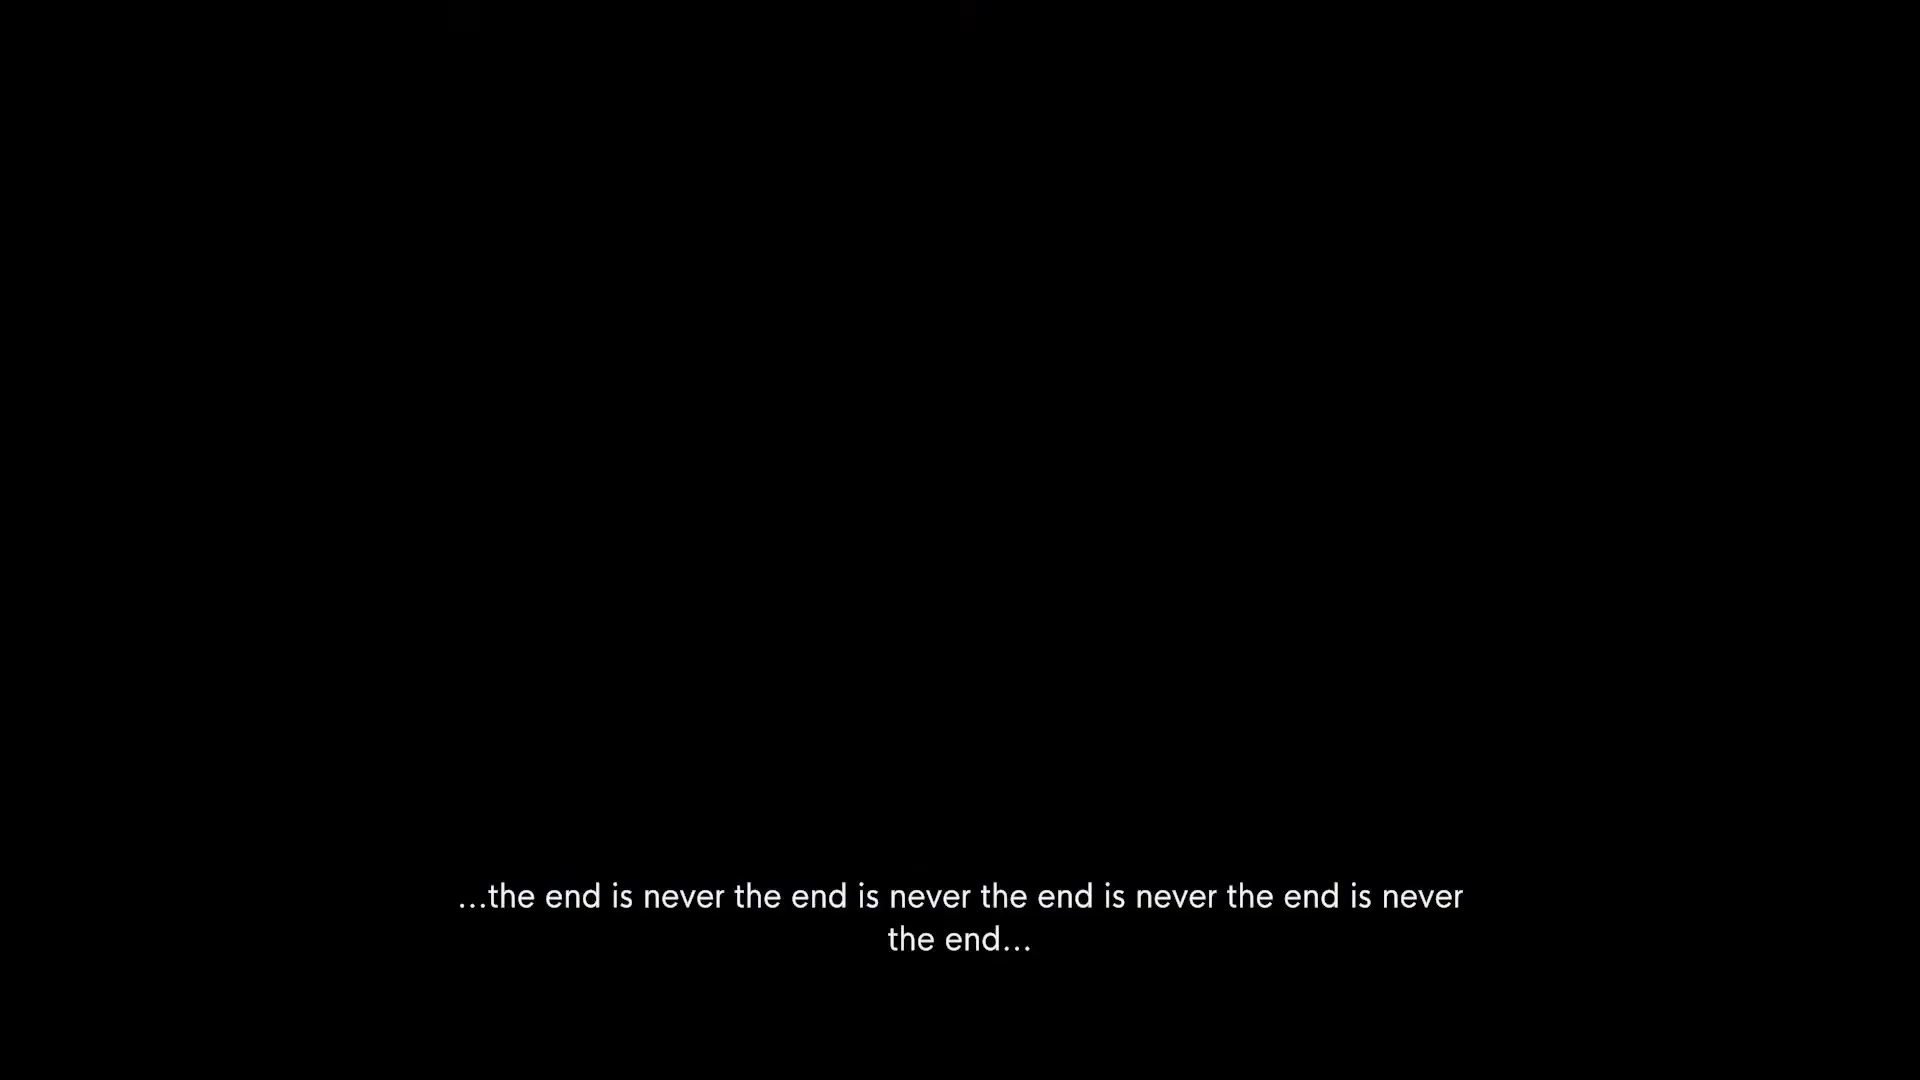 …the end is never the end is never the end is never the end is never
the end…